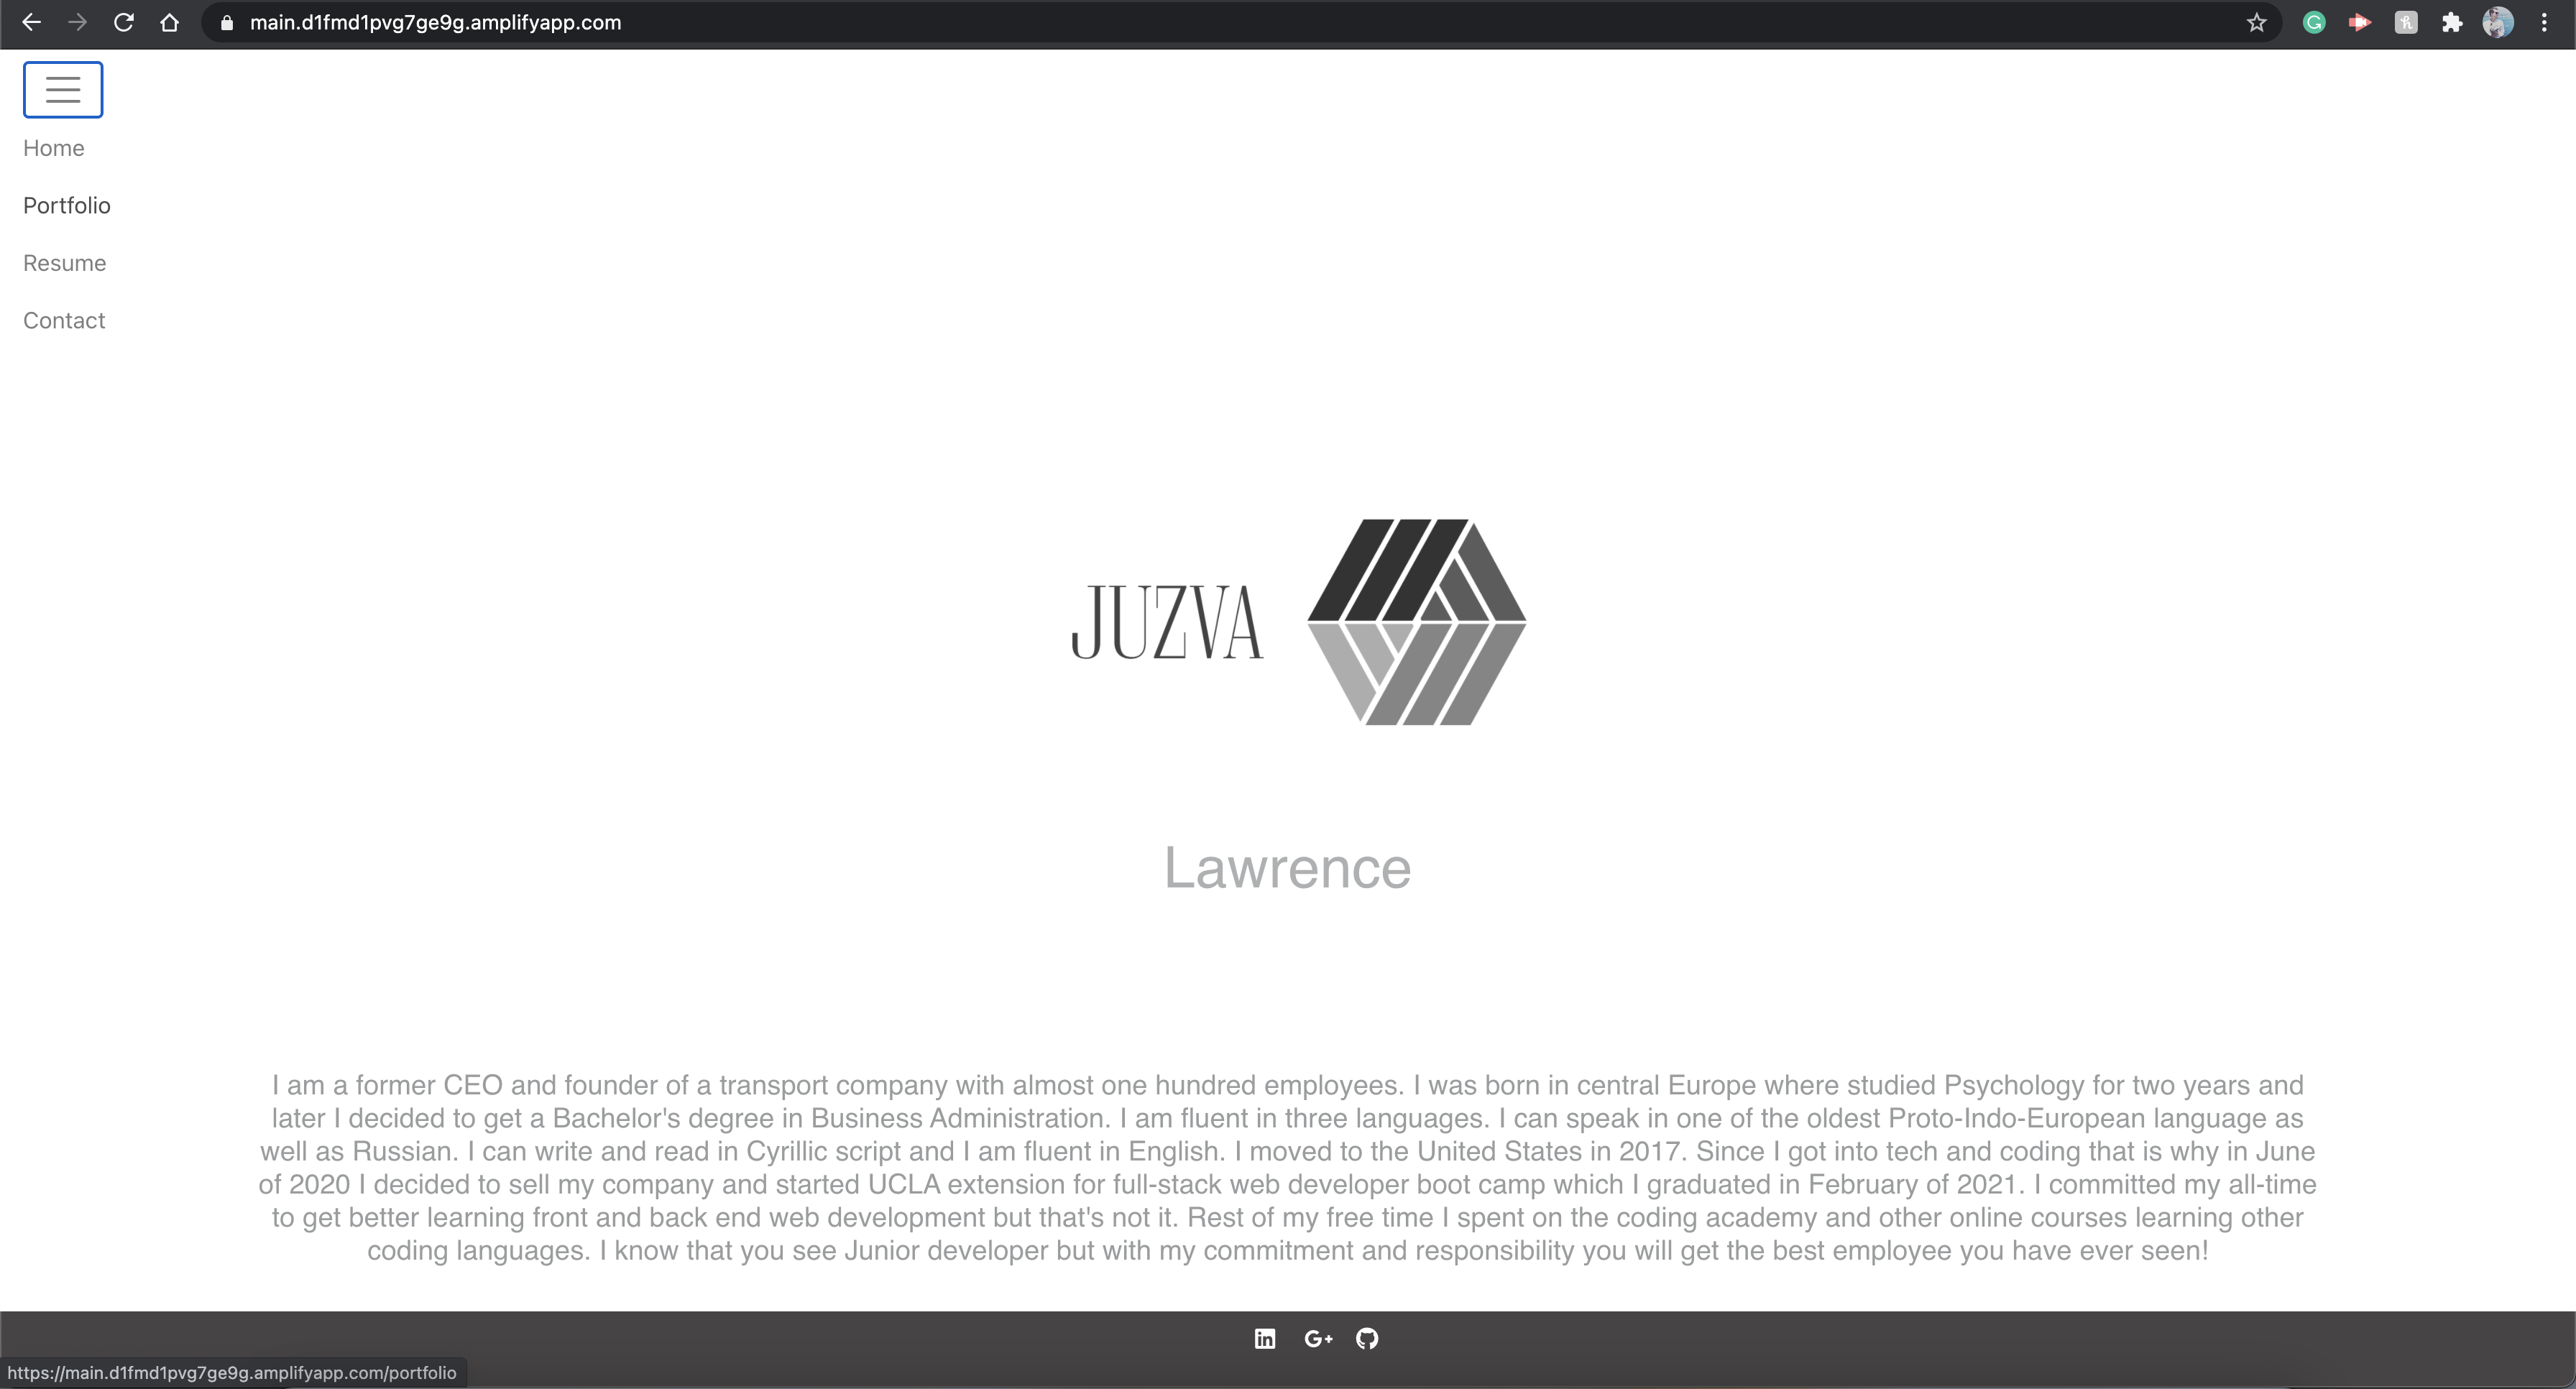 main.d1fmd1pvg7ge9g.amplifyapp.com
Home
Portfolio
Resume
Contact
JUZVA
Lawrence
I am a former CEO and founder of a transport company with almost one hundred employees. I was born in central Europe where studied Psychology for two years and
later I decided to get a Bachelor's degree in Business Administration. I am fluent in three languages. I can speak in one of the oldest Proto-Indo-European language as
well as Russian. I can write and read in Cyrillic script and I am fluent in English. I moved to the United States in 2017. Since I got into tech and coding that is why in June
of 2020 I decided to sell my company and started UCLA extension for full-stack web developer boot camp which I graduated in February of 2021. I committed my all-time
to get better learning front and back end web development but that's not it. Rest of my free time I spent on the coding academy and other online courses learning other
coding languages. I know that you see Junior developer but with my commitment and responsibility you will get the best employee you have ever seen!
in G+
https://main.d1fmd1pvg7ge9g.amplifyapp.com/portfolio